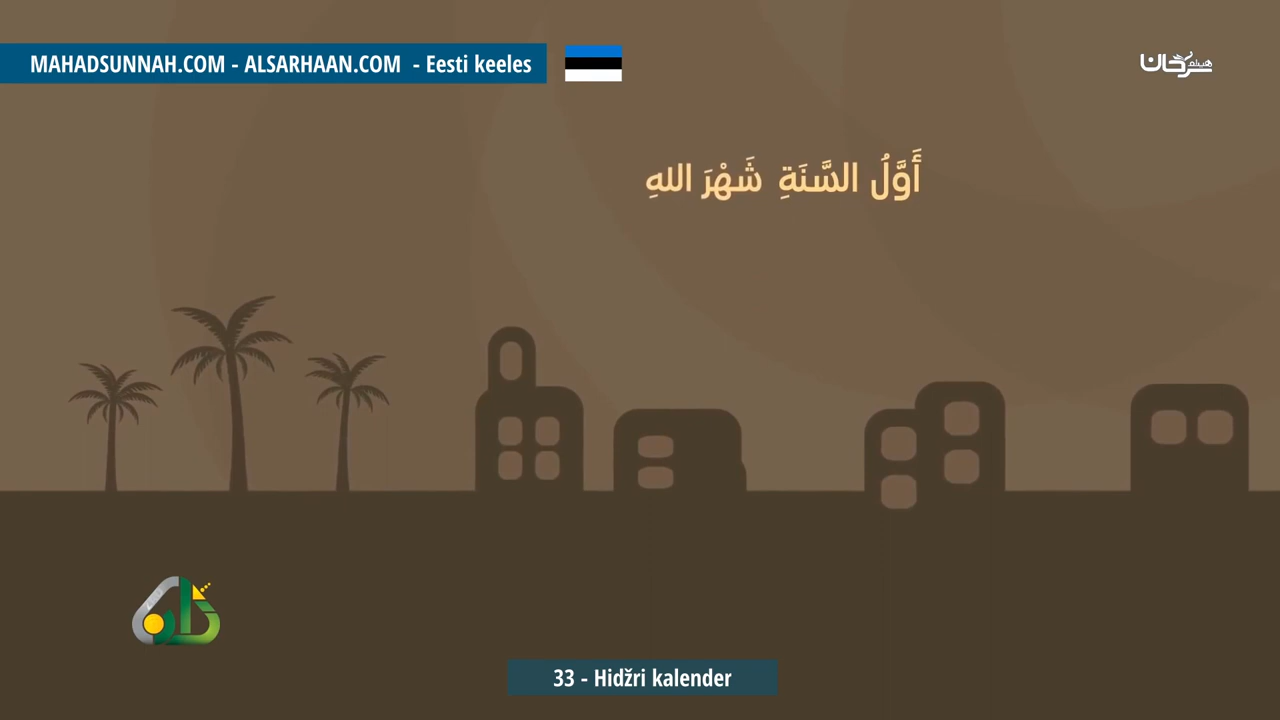 MAHADSUNNAH.COM - ALSARHAAN.COM - Eesti keeles
أَوَّلُ السَّنَةِ شَهْرَ اللهِ
33 - Hidžri kalender